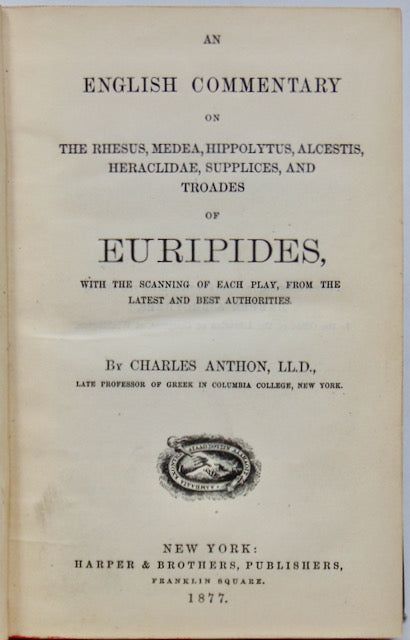 AN
ENGLISH COMMENTARY
ON
THE RHESUS, MEDEA, HIPPOLYTUS, ALCESTIS,
HERACLIDAE, SUPPLICES, AND
TROADES
OF
EURIPIDES,
WITH THE SCANNING OF EACH PLAY, FROM THE
LATEST AND BEST AUTHORITIES.
BY CHARLES ANTHON, LL.D.,
LATE PROFESSOR OF GREEK IN COLUMBIA COLLEGE, NEW YORK.
NEW YORK:
HARPER & BROTHERS, PUBLISHERS,
FRANKLIN SQUARE.
1877.